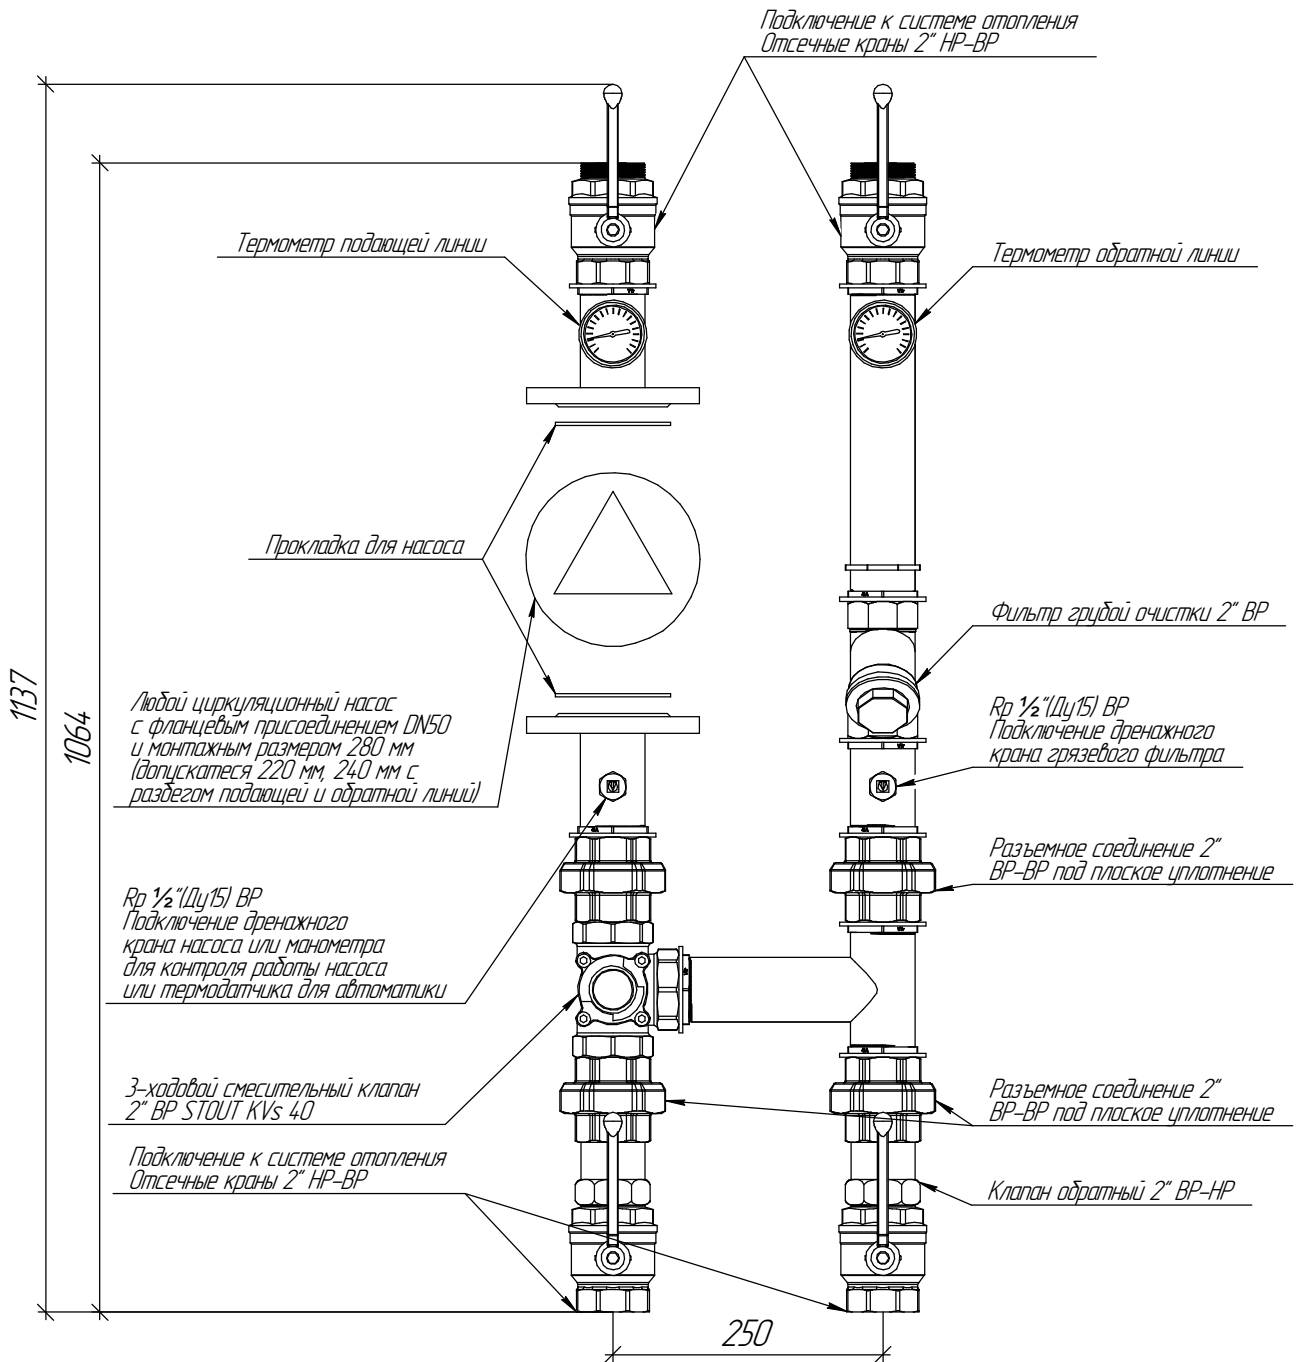 Подключение к системе отопления
Отсечные краны 2" НР-ВР
Термометр подающей линии
Термометр обратной линии
Прокладка для насоса
Фильтр грубой очистки 2" ВР
1137
1064
Любой циркуляционный насос
с фланцевым присоединением DN50
и монтажным размером 280 мм
(допускатеся 220 мм, 240 мм с
разбегом подающей и обратной линий)
Rp ½"(Ду15) ВР
Подключение дренажного
крана грязевого фильтра
Разъемное соединение 2"
ВР-ВР под плоское уплотнение
Rp ½"(Ду15) ВР
Подключение дренажного
крана насоса или манометра
для контроля работы насоса
или термодатчика для автоматики
3-ходовой смесительный клапан
2" ВР STOUT KVs 40
Разъемное соединение 2"
ВР-ВР под плоское уплотнение
Подключение к системе отопления
Отсечные краны 2" НР-ВР
Клапан обратный 2" ВР-НР
250